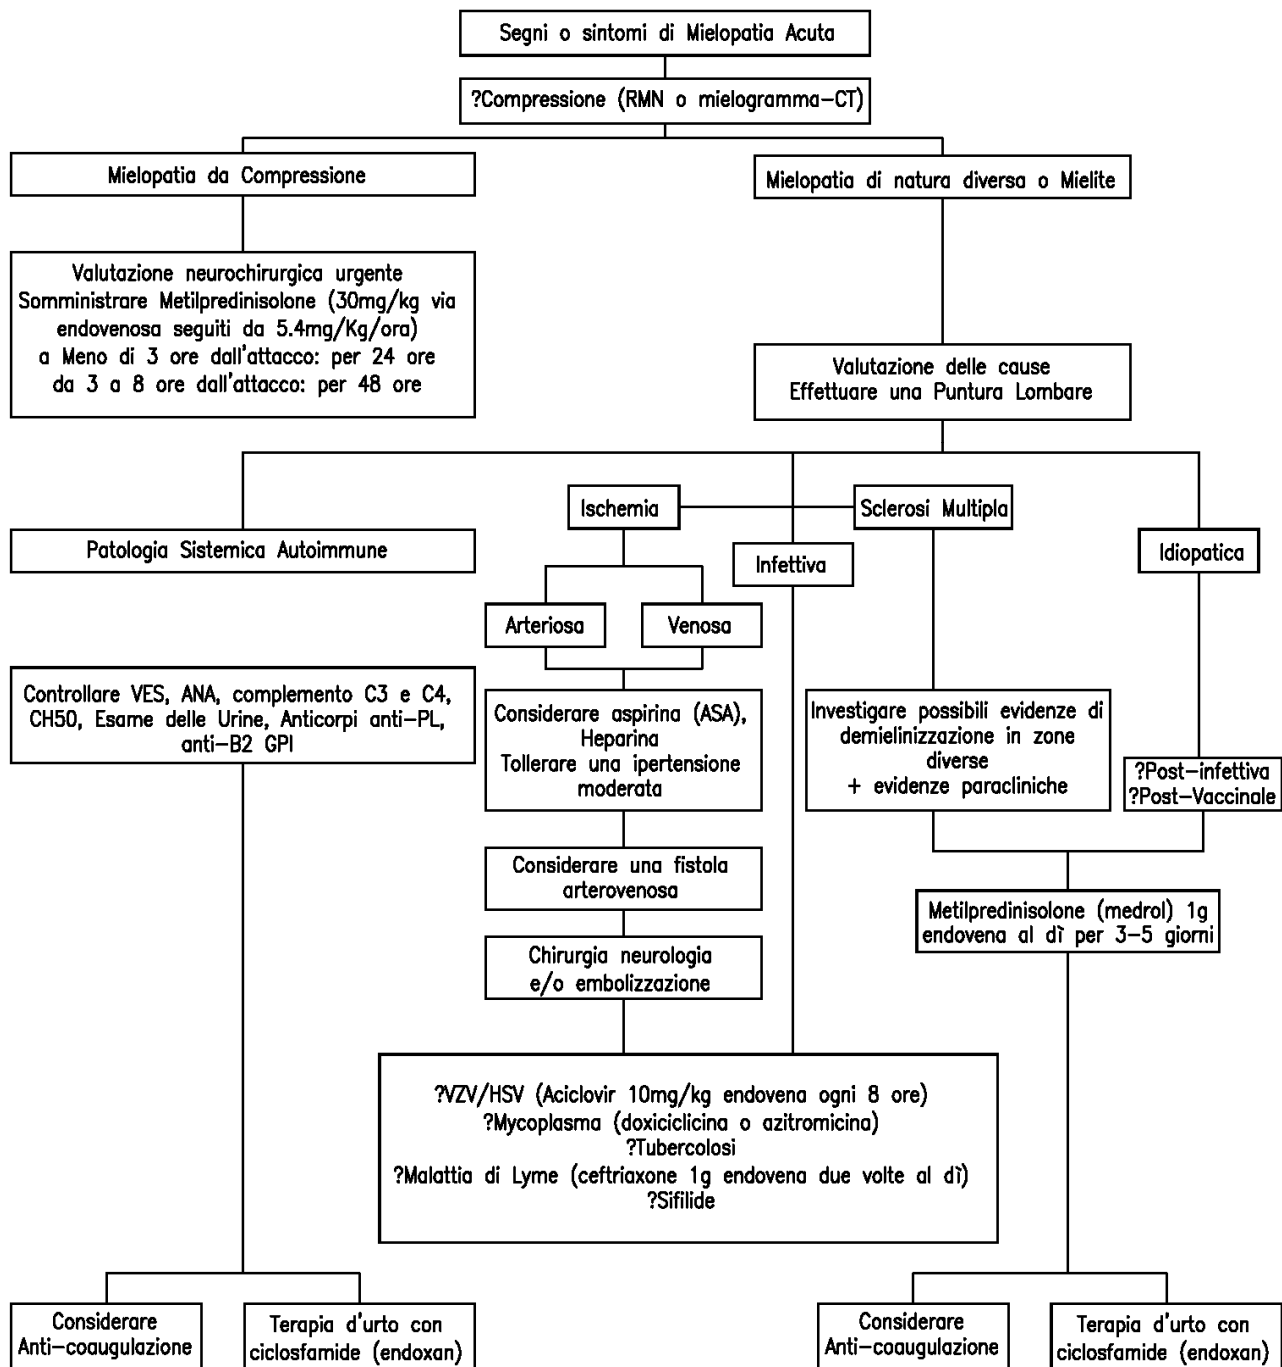 Segni o sintomi di Mielopatia Acuta
?Compressione (RMN o mielogramma-CT)
Mielopatia da Compressione
Mielopatia di natura diversa o Mielite
Valutazione neurochirugica urgente
Somministrare Metilpredinisolone (30mg/kg via
endovenosa seguiti da 5.4mg/Kg/ora)
a Meno di 3 ore dall'attacco: per 24 ore
da 3 a 8 ore dall'attacco: per 48 ore
Valutazione delle cause
Effettuare una Puntura Lombare
Ischemia
Sclerosi Multipla
Patologia Sistemica Autoimmune
Infettiva
Idiopatica
Arteriosa
Venosa
Controllare VES, ANA, complemento C3 e C4,
CH50, Esame delle Urine, Anticorpi anti-PL,
anti-B2 GPI
Considerare aspirina (ASA),
Heparina
Tollerare una ipertensione
moderata
Investigare possibili evidenze di
demielinizzazione in zone
diverse
+ evidenze paracliniche
?Post-infettiva
?Post-Vaccinale
Considerare una fistola
arterovenosa
Metilpredinisolone (medrol) 1g
endovena al dì per 3-5 giorni
Chirurgia neurologia
e/o embolizzazione
?VZV/HSV (Aciclovir 10mg/kg endovena ogni 8 ore)
?Mycoplasma (doxiciclicina o azitromicina)
?Tubercolosi
?Malattia di Lyme (ceftriaxone 1g endovena due volte al dì)
?Sifilide
Considerare
Anti-coaugulazione
Terapia d'urto con
ciclosfamide (endoxan)
Considerare
Anti-coaugulazione
Terapia d'urto con
ciclosfamide (endoxan)